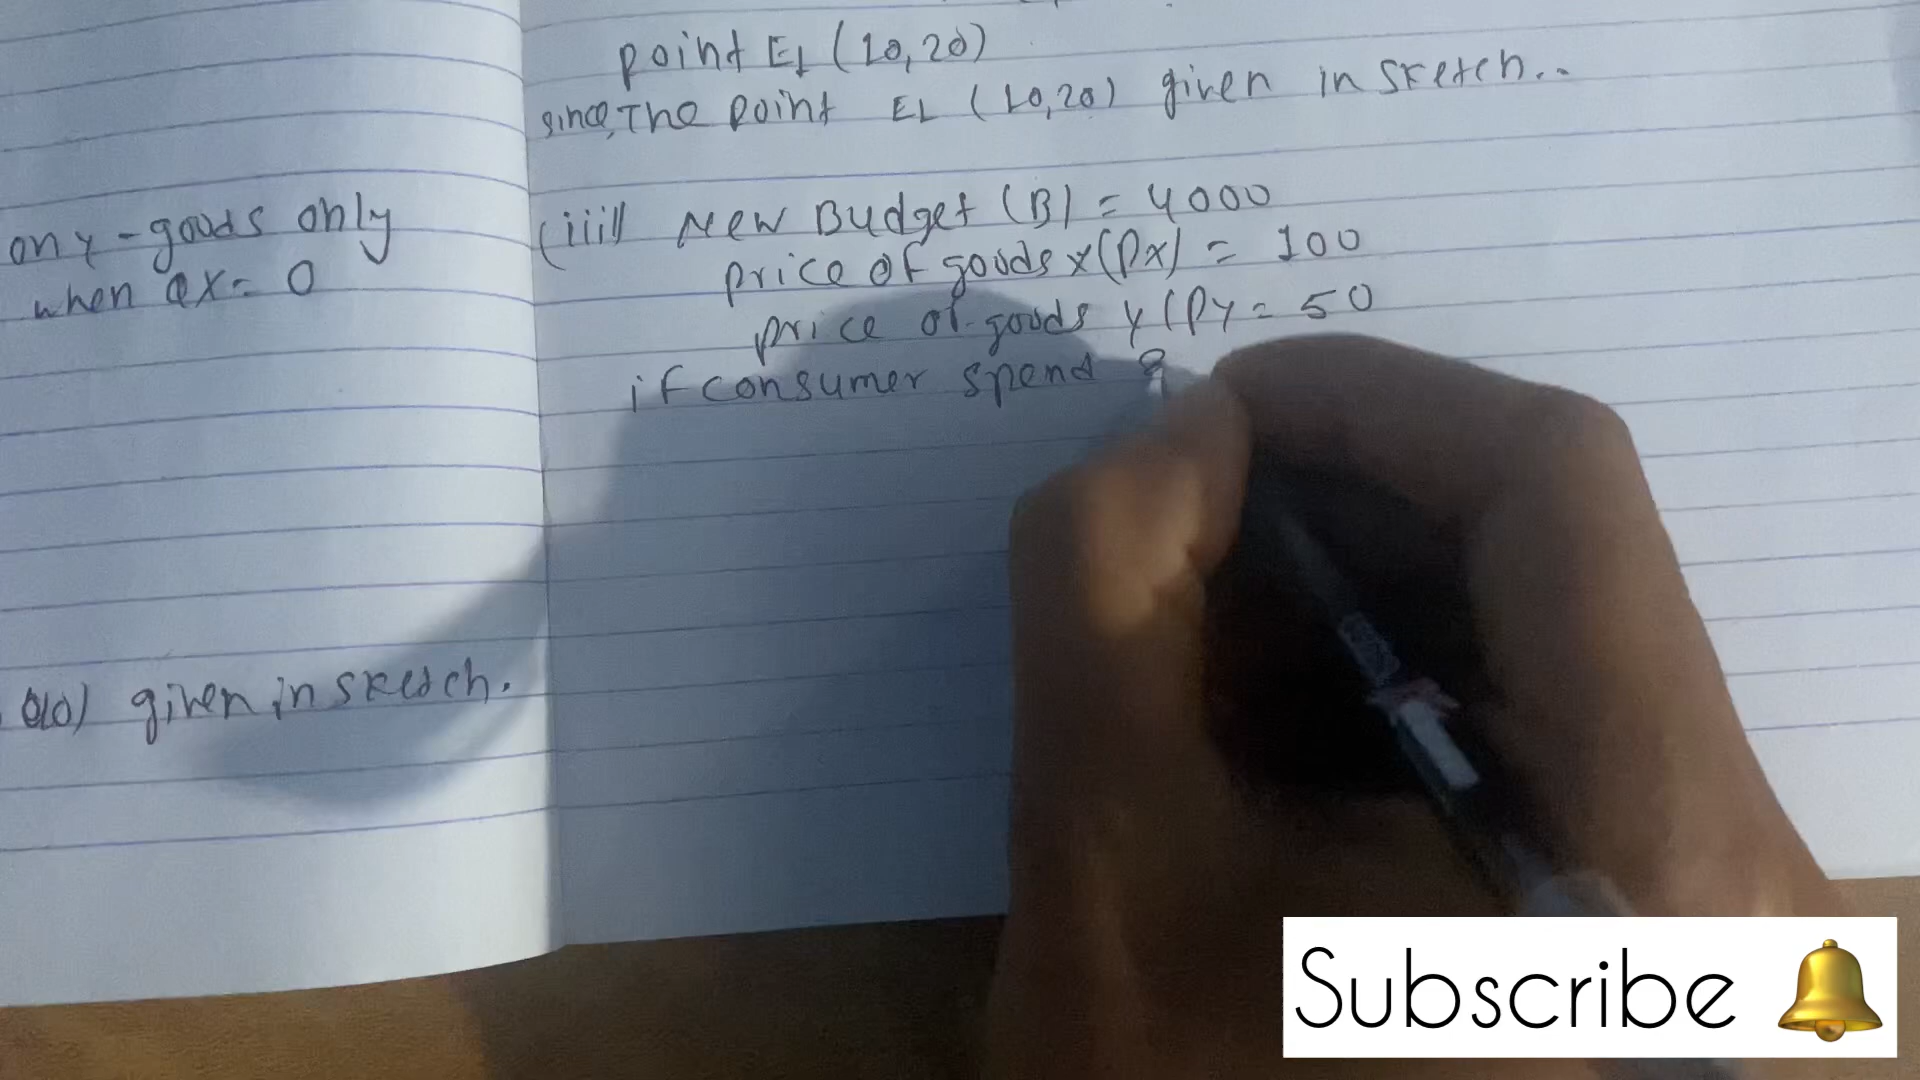 on y-goods only
when QX= 0
given in sketch.
point E1 (10,20)
since, The point E1 (10,20) given in sketch..
(iii) New Budget (B) = 4000
price of goods x (Px) = 100
price of goods y (Py = 50
if consumer spend
Subscribe